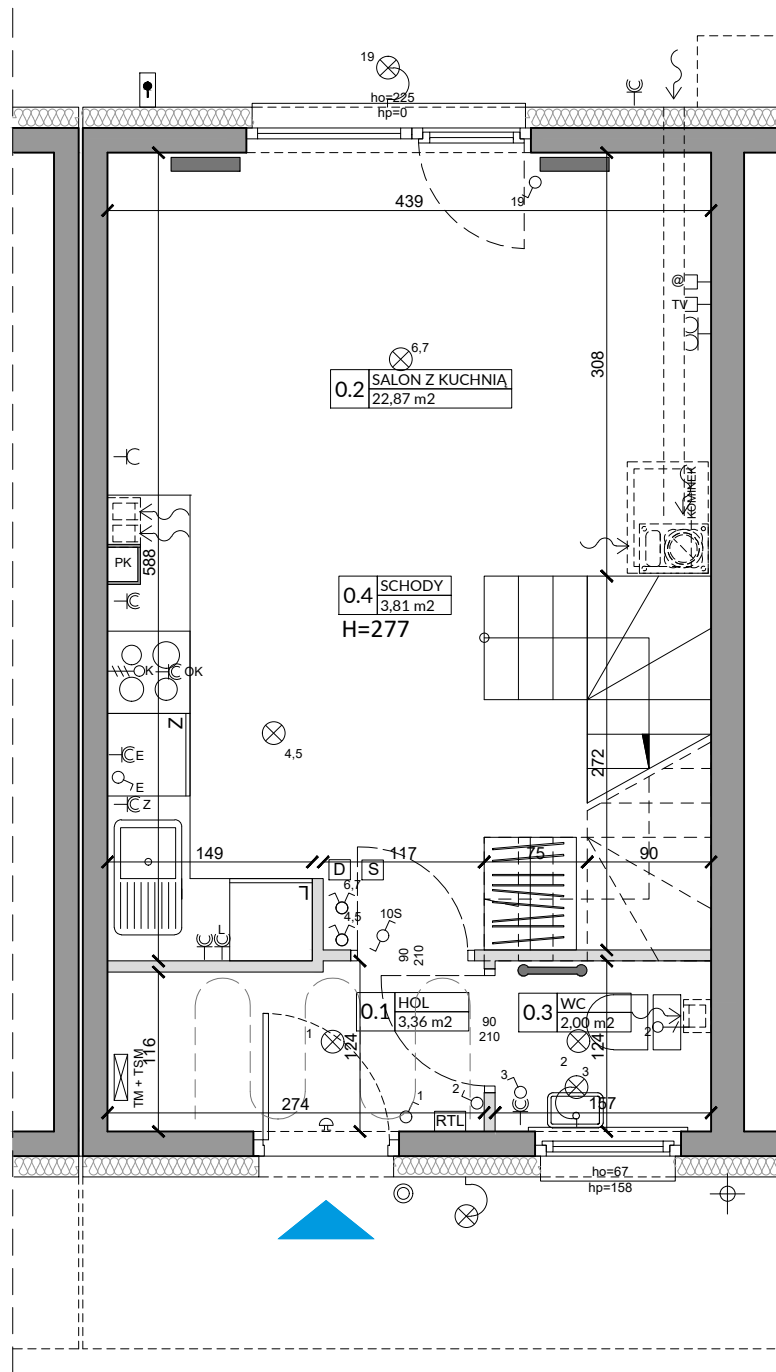 19
ho=225
hp=0
439
19
@
TV
6,7
0.2 SALON Z KUCHNIĄ
22,87 m2
308
KOMINEK
PK
588
0.4 SCHODY
3,81 m2
H=277
K
OK
Z
4,5
272
E
E
Z
149
117
75
90
D
S
6,7
4,5
10S
L
90
210
0.1 HOL
3,36 m2
0.3 WC
2,00 m2
90
210
1
2
2
3
3
124
124
116
TM + TSM
274
1
2
157
RTL
ho=67
hp=158